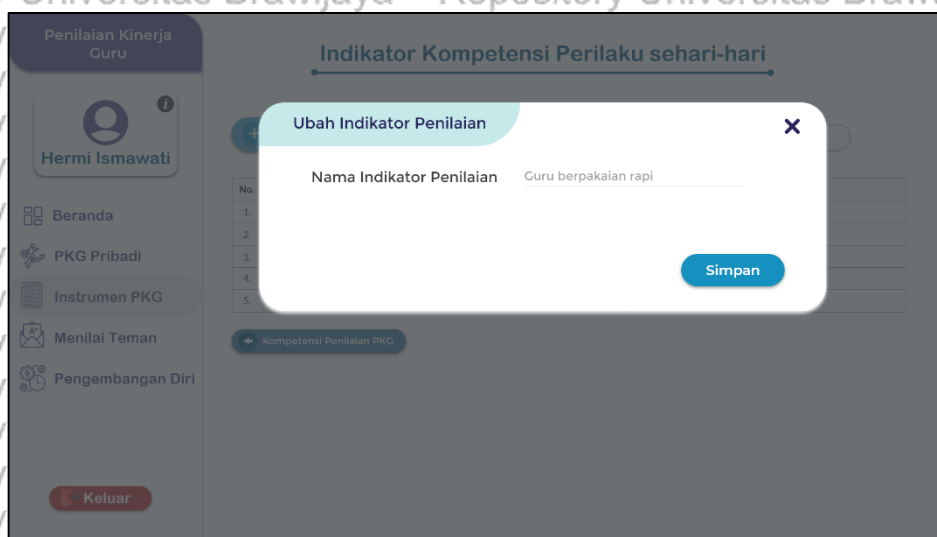 Universitas Brawijaya Repository Universitas Braw
Penilaian Kinerja
Guru
Indikator Kompetensi Perilaku sehari-hari
Hermi Ismawati
Ubah Indikator Penilaian
Nama Indikator Penilaian Guru berpakaian rapi
Simpan
No.
1.
2.
3.
4.
5.
Beranda
PKG Pribadi
Instrumen PKG
Menilai Teman
Pengembangan Diri
Kompetensi Penilaian PKG
Keluar